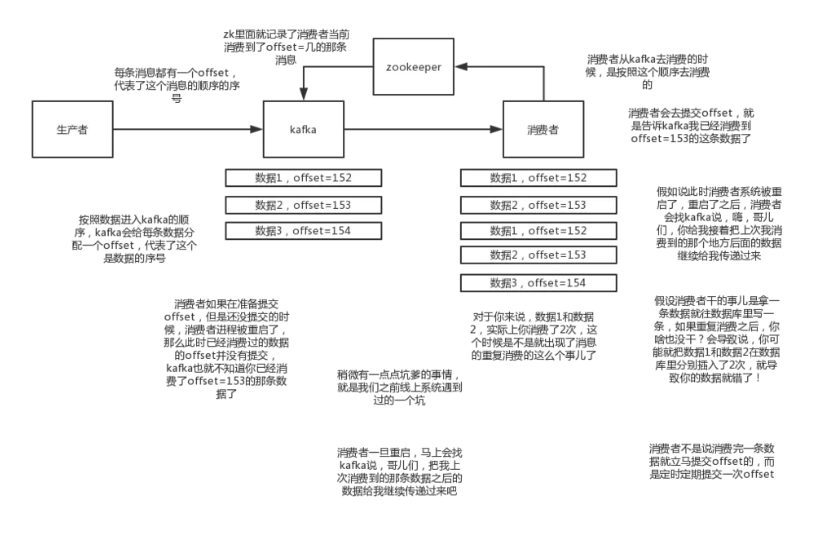 zk里面就记录了消费者当前
消费到了offset=几的那条
消息
zookeeper
消费者从kafka去消费的时
候，是按照这个顺序去消费
的
每条消息都有一个offset，
代表了这个消息的顺序的序
号
生产者
kafka
消费者
消费者会去提交offset，就
是告诉kafka我已经消费到
offset=153的这条数据了
数据1，offset=152
数据2，offset=153
数据3，offset=154
数据1，offset=152
数据2，offset=153
数据1，offset=152
数据2，offset=153
数据3，offset=154
按照数据进入kafka的顺
序，kafka会给每条数据分
配一个offset，代表了这个
是数据的序号
假如说此时消费者系统被重
启了，重启了之后，消费者
会找kafka说，嗨，哥儿
们，你给我接着把上次我消
费到的那个地方后面的数据
继续给我传递过来
消费者如果在准备提交
offset，但是还没提交的时
候，消费者进程被重启了，
那么此时已经消费过的数据
的offset并没有提交，
kafka也就不知道你已经消
费了offset=153的那条数
据了
对于你来说，数据1和数据
2，实际上你消费了2次，这
个时候是不是就出现了消息
的重复消费的这么个事儿了
假设消费者干的事儿是拿一
条数据就往数据库里写一
条，如果重复消费之后，你
啥也没干？会导致说，你可
能就把数据1和数据2在数据
库里分别插入了2次，就导
致你的数据就错了！
稍微有一点点坑爹的事情，
就是我们之前线上系统遇到
过的一个坑
消费者一旦重启，马上会找
kafka说，哥儿们，把我上
次消费到的那条数据之后的
数据给我继续传递过来吧
消费者不是说消费完一条数
据就立马提交offset的，而
是定时定期提交一次offset